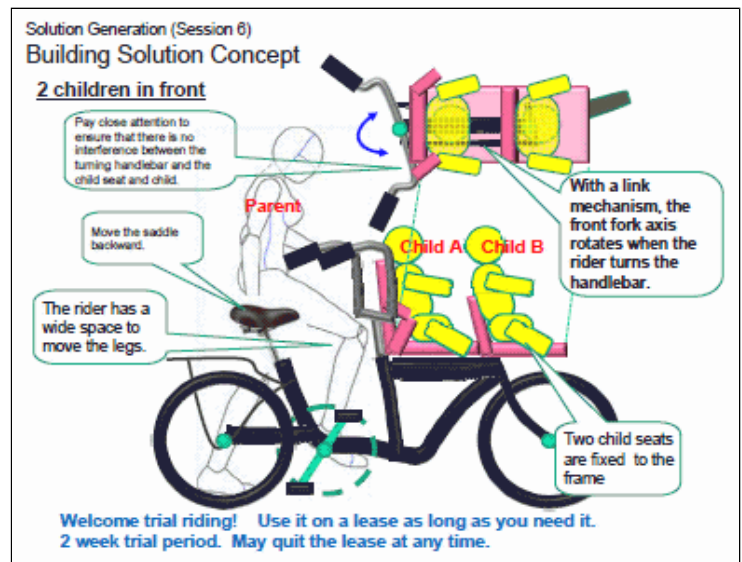 Solution Generation (Session 6)
Building Solution Concept
2 children in front
Pay close attention to
ensure that there is no
interference between the
turning handlebar and the
child seat and child.
Parent
Move the saddle
backward.
The rider has a
wide space to
move the legs.
Child A
Child B
With a link
mechanism, the
front fork axis
rotates when the
rider turns the
handlebar.
Two child seats
are fixed to the
frame
Welcome trial riding! Use it on a lease as long as you need it.
2 week trial period. May quit the lease at any time.